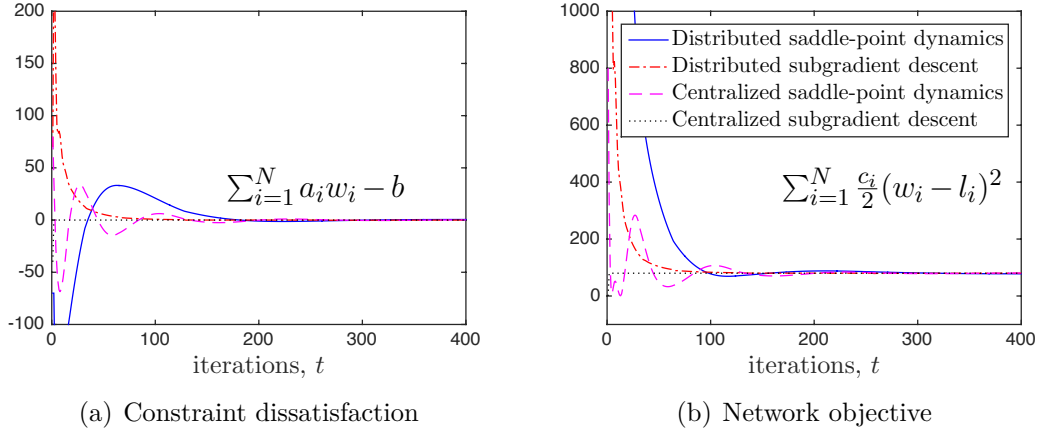 200
150
100
50
0
-50
-100
∑_{i=1}^{N} a_i w_i − b
0 100 200 300 400
iterations, t
(a) Constraint dissatisfaction
1000
800
600
400
200
0
Distributed saddle-point dynamics
Distributed subgradient descent
Centralized saddle-point dynamics
Centralized subgradient descent
∑_{i=1}^{N} \frac{c_i}{2}(w_i − l_i)^2
0 100 200 300 400
iterations, t
(b) Network objective